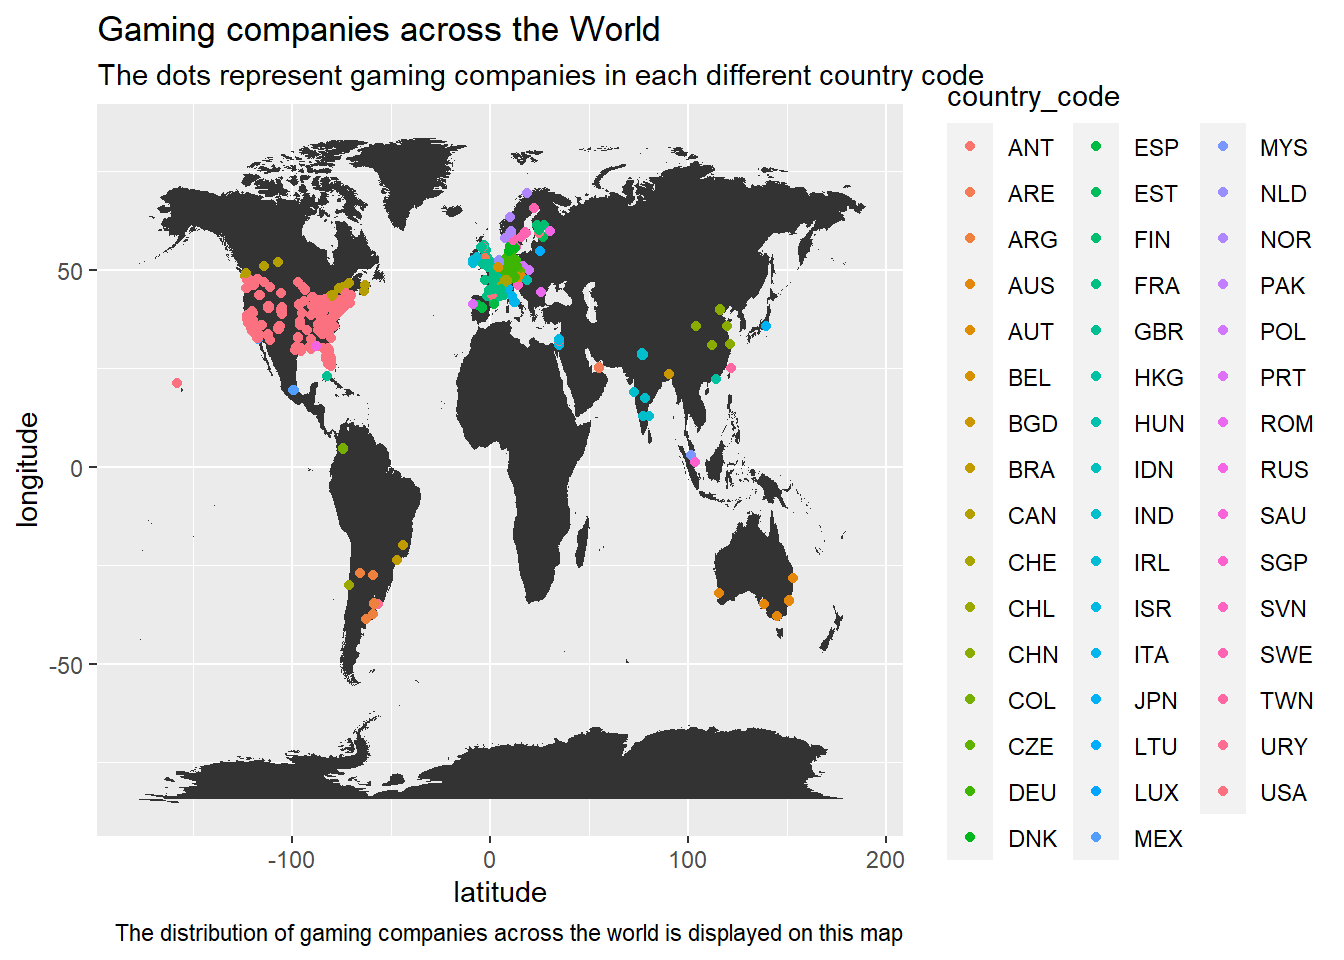 Gaming companies across the World
The dots represent gaming companies in each different country code
country_code
ANT ESP MYS
ARE EST NLD
ARG FIN NOR
AUS FRA PAK
AUT GBR POL
BEL HKG PRT
BGD HUN ROM
BRA IDN RUS
CAN IND SAU
CHE IRL SGP
CHL ISR SVN
CHN ITA SWE
COL JPN TWN
CZE LTU URY
DEU LUX USA
DNK MEX
longitude
50
0
-50
-100 0 100 200
latitude
The distribution of gaming companies across the world is displayed on this map